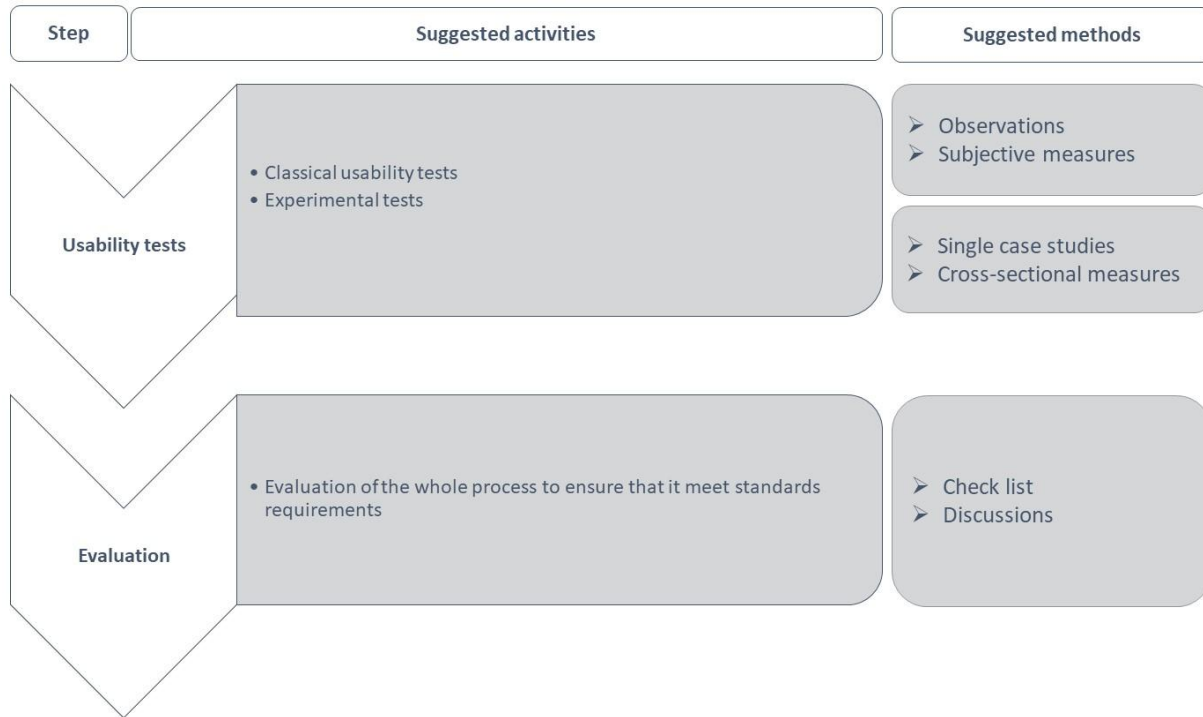 Step
Suggested activities
Suggested methods
Usability tests
• Classical usability tests
• Experimental tests
➢ Observations
➢ Subjective measures
➢ Single case studies
➢ Cross-sectional measures
Evaluation
• Evaluation of the whole process to ensure that it meet standards
requirements
➢ Check list
➢ Discussions